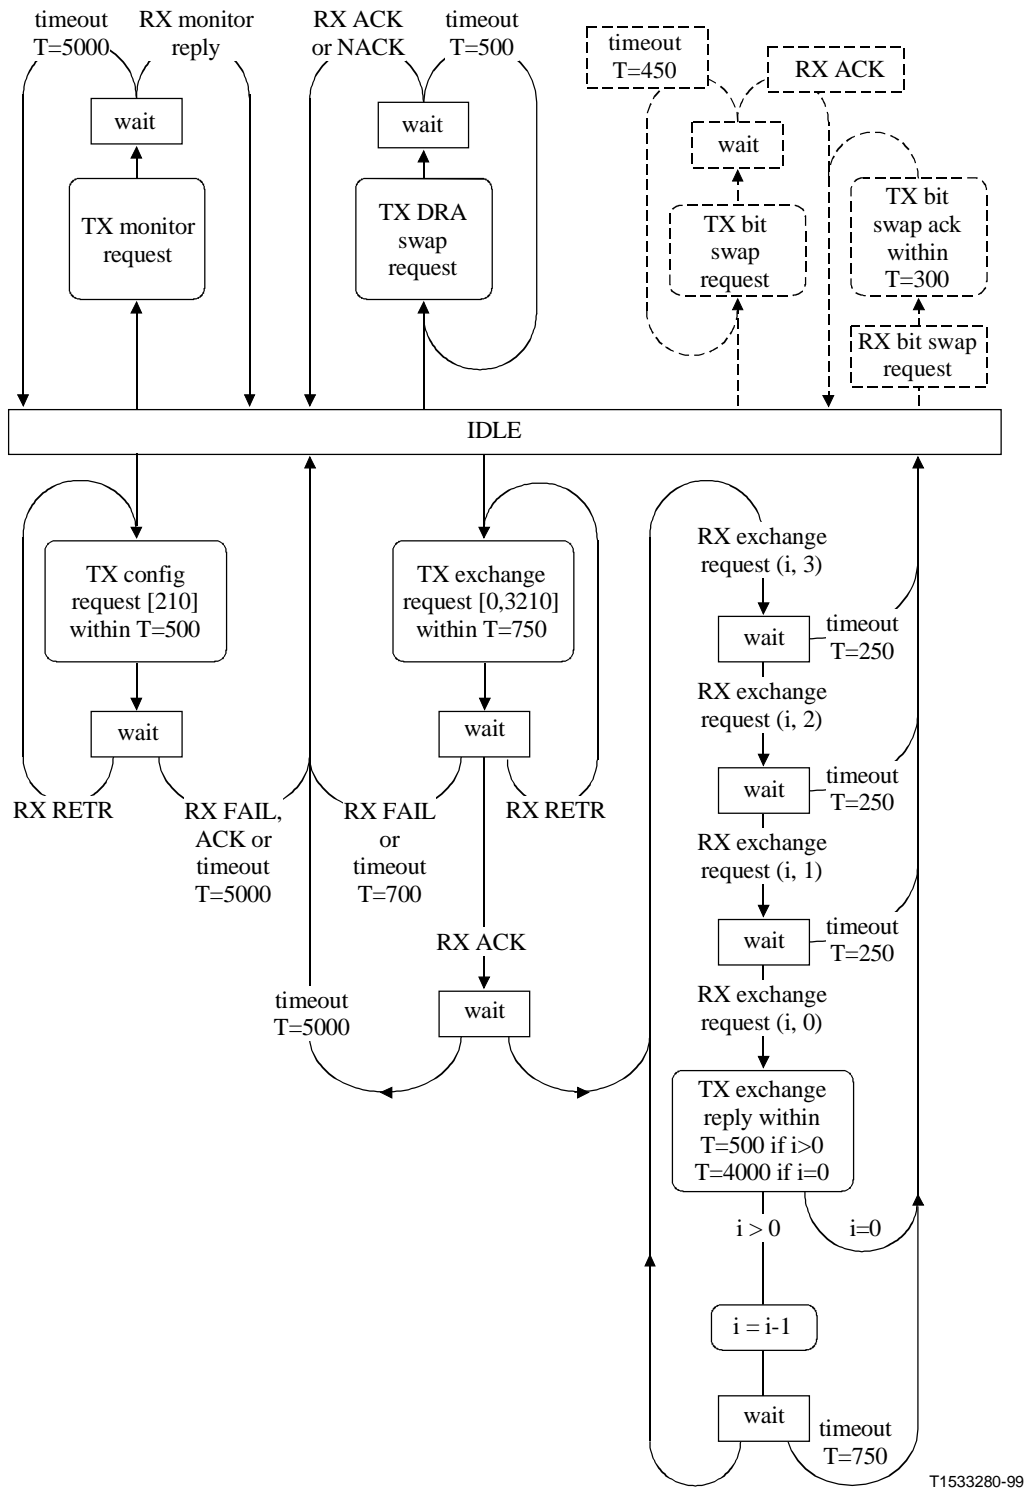 timeout
T=5000
RX monitor
reply
RX ACK
or NACK
timeout
T=500
timeout
T=450
RX ACK
wait
wait
wait
TX monitor
request
TX DRA
swap
request
TX bit
swap
request
TX bit
swap ack
within
T=300
RX bit swap
request
IDLE
TX config
request [210]
within T=500
TX exchange
request [0,3210]
within T=750
RX exchange
request (i, 3)
wait
timeout
T=250
RX exchange
request (i, 2)
wait
wait
wait
timeout
T=250
RX RETR
RX FAIL,
ACK or
timeout
T=5000
RX FAIL
or
timeout
T=700
RX RETR
RX exchange
request (i, 1)
wait
timeout
T=250
RX ACK
RX exchange
request (i, 0)
timeout
T=5000
wait
TX exchange
reply within
T=500 if i>0
T=4000 if i=0
i > 0
i=0
i = i-1
wait
timeout
T=750
T1533280-99